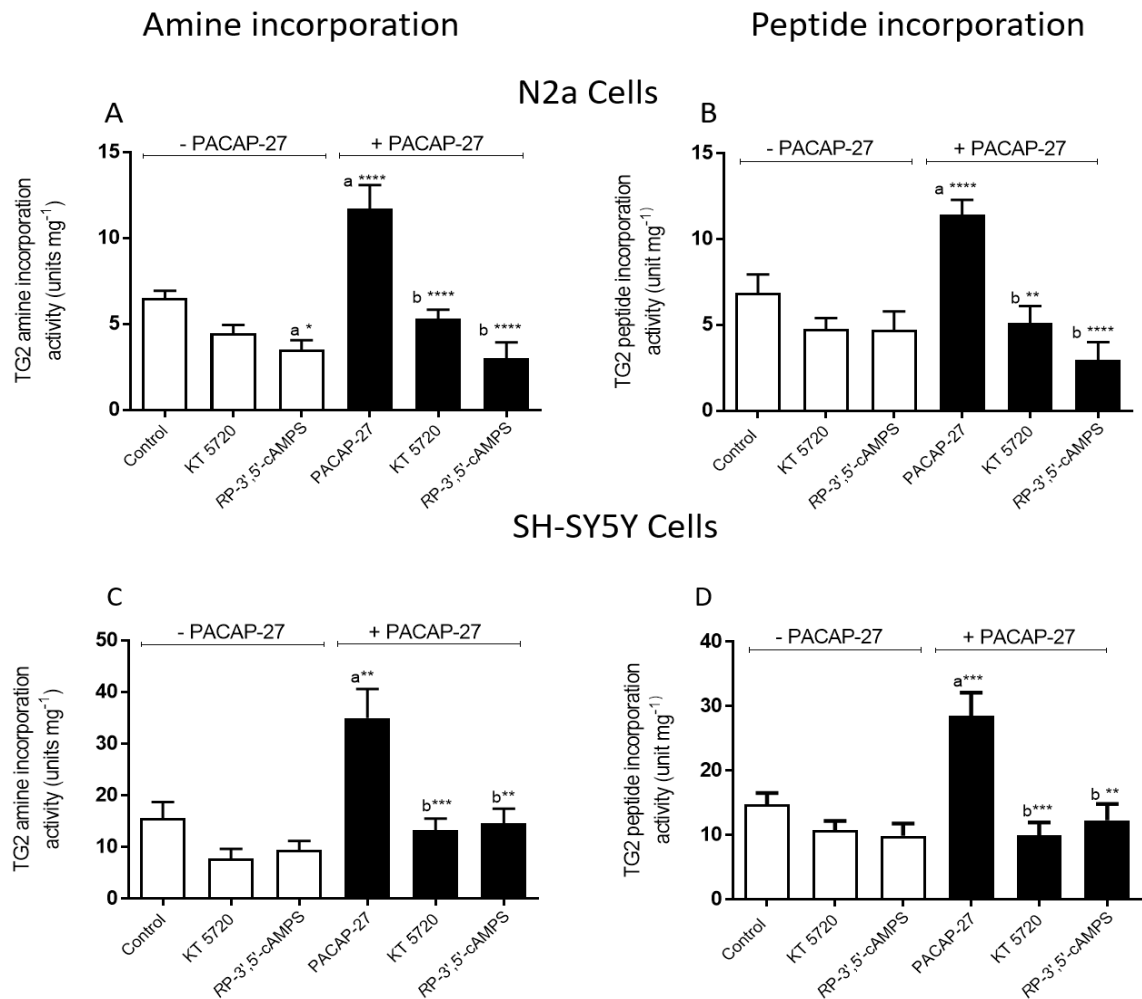 Amine incorporation
Peptide incorporation
N2a Cells
A
- PACAP-27
+ PACAP-27
TG2 amine incorporation
activity (units mg⁻¹)
15
10
5
0
a ****
b ****
b ****
a *
Control
KT 5720
RP-3',5'-cAMPS
PACAP-27
KT 5720
RP-3',5'-cAMPS
B
- PACAP-27
+ PACAP-27
TG2 peptide incorporation
activity (unit mg⁻¹)
15
10
5
0
a ****
b **
b ****
Control
KT 5720
RP-3',5'-cAMPS
PACAP-27
KT 5720
RP-3',5'-cAMPS
SH-SY5Y Cells
C
- PACAP-27
+ PACAP-27
TG2 amine incorporation
activity (units mg⁻¹)
50
40
30
20
10
0
a**
b***
b**
Control
KT 5720
RP-3',5'-cAMPS
PACAP-27
KT 5720
RP-3',5'-cAMPS
D
- PACAP-27
+ PACAP-27
TG2 peptide incorporation
activity (unit mg⁻¹)
40
30
20
10
0
a***
b***
b **
Control
KT 5720
RP-3',5'-cAMPS
PACAP-27
KT 5720
RP-3',5'-cAMPS